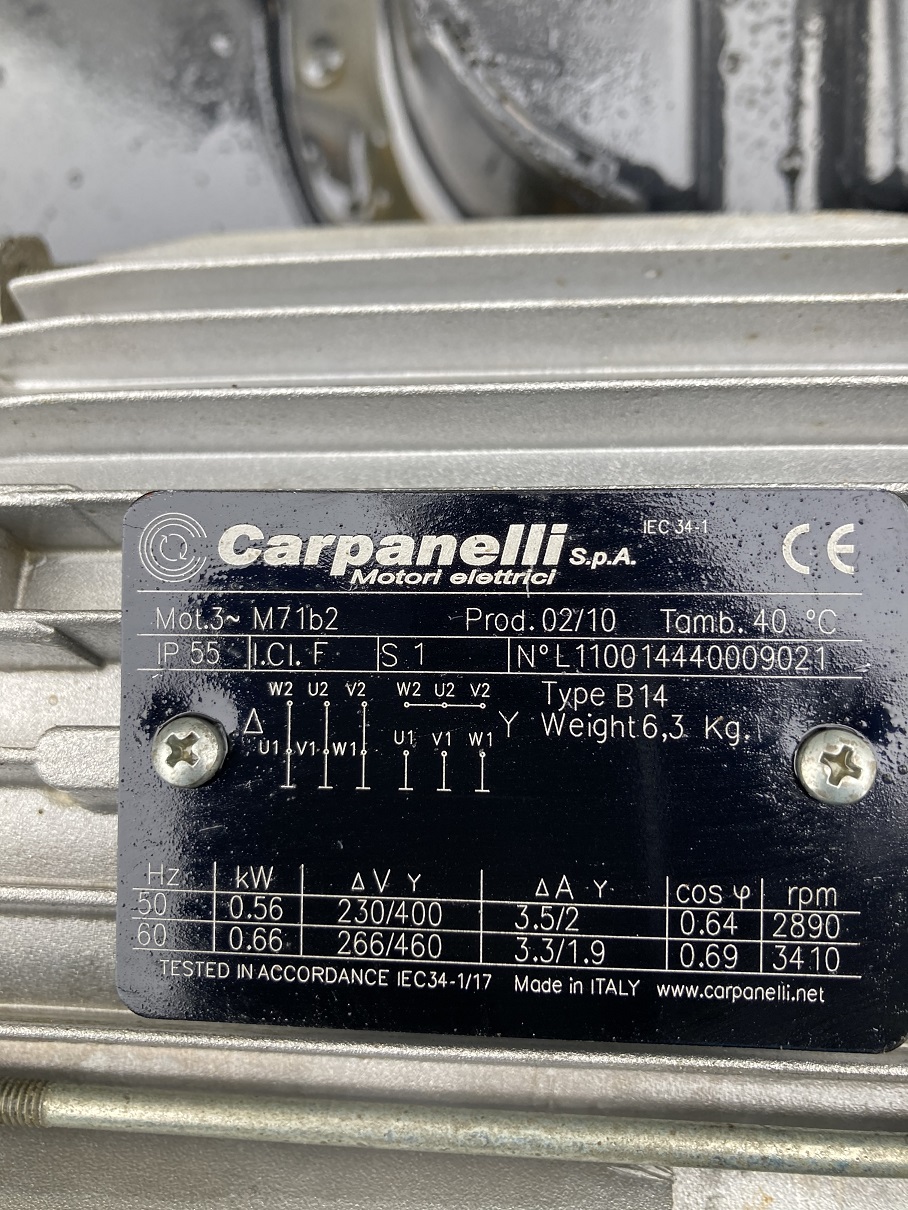 Carpanelli S.p.A. IEC 34-1 CE
Motori elettrici
Mot.3~ M71b2 Prod. 02/10 Tamb. 40 °C
IP 55 I.Cl. F S 1 N° L110014440009021
W2 U2 V2 W2 U2 V2 Type B14
Δ U1 V1 W1 U1 V1 W1 Y Weight 6,3 Kg.
Hz kW Δ V Y Δ A Y cos φ rpm
50 0.56 230/400 3.5/2 0.64 2890
60 0.66 266/460 3.3/1.9 0.69 3410
TESTED IN ACCORDANCE IEC34-1/17 Made in ITALY www.carpanelli.net